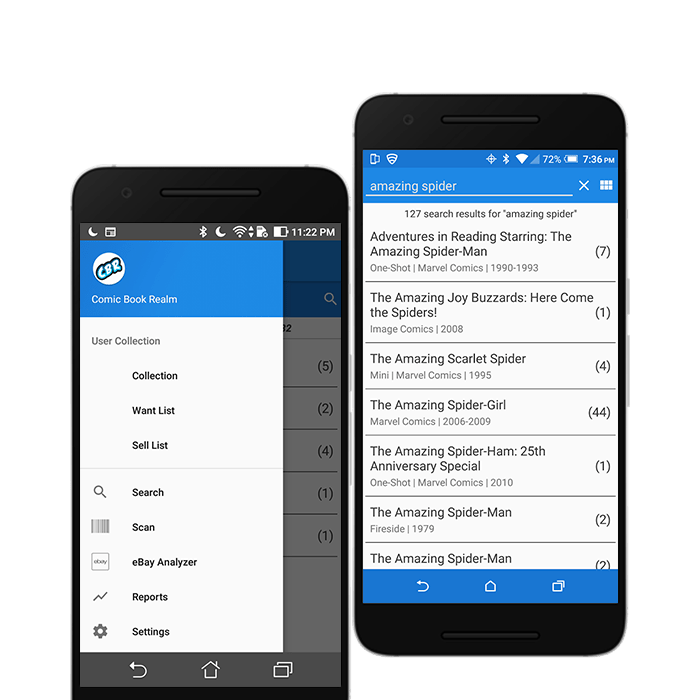 11:22 PM
CBR
Comic Book Realm
User Collection
Collection
Want List
Sell List
Search
Scan
ebay
eBay Analyzer
Reports
Settings
(5)
(2)
(4)
(1)
(1)
72% 7:36 PM
amazing spider
127 search results for "amazing spider"
Adventures in Reading Starring: The
Amazing Spider-Man
(7)
One-Shot | Marvel Comics | 1990-1993
The Amazing Joy Buzzards: Here Come
the Spiders!
(1)
Image Comics | 2008
The Amazing Scarlet Spider
(4)
Mini | Marvel Comics | 1995
The Amazing Spider-Girl
(44)
Marvel Comics | 2006-2009
The Amazing Spider-Ham: 25th
Anniversary Special
(1)
One-Shot | Marvel Comics | 2010
The Amazing Spider-Man
(2)
Fireside | 1979
The Amazing Spider-Man
(2)